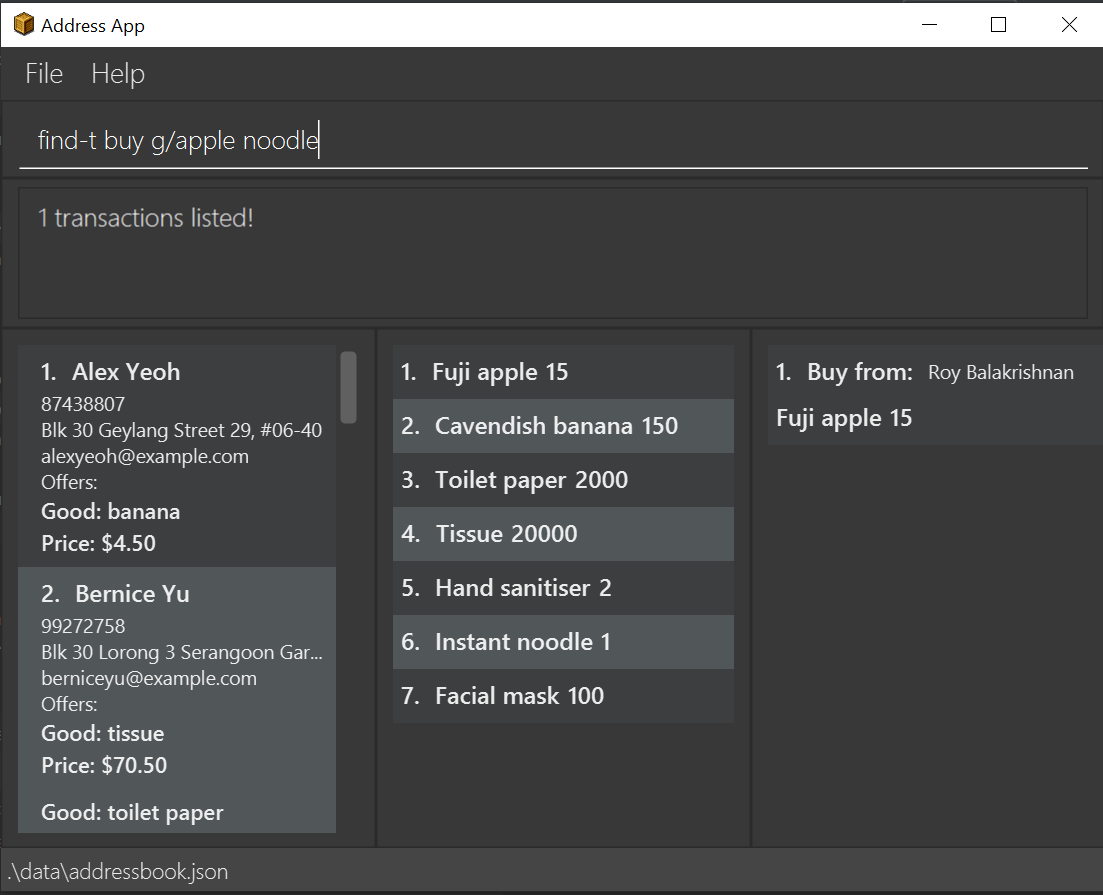 Address App
File Help
find-t buy g/apple noodle
1 transactions listed!
1. Alex Yeoh
87438807
Blk 30 Geylang Street 29, #06-40
alexyeoh@example.com
Offers:
Good: banana
Price: $4.50
2. Bernice Yu
99272758
Blk 30 Lorong 3 Serangoon Gar...
berniceyu@example.com
Offers:
Good: tissue
Price: $70.50
Good: toilet paper
1. Fuji apple 15
2. Cavendish banana 150
3. Toilet paper 2000
4. Tissue 20000
5. Hand sanitiser 2
6. Instant noodle 1
7. Facial mask 100
1. Buy from: Roy Balakrishnan
Fuji apple 15
.\data\addressbook.json